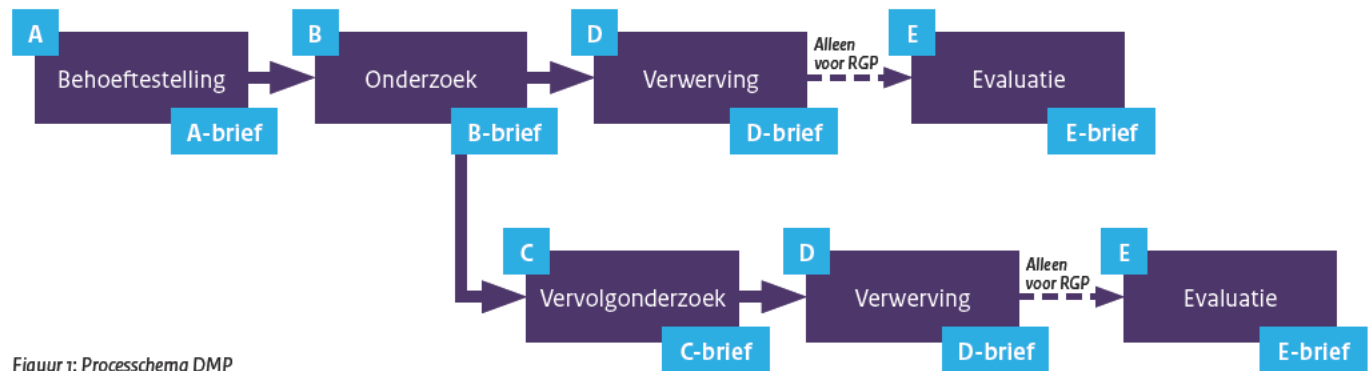 A
Behoeftestelling
A-brief
B
Onderzoek
B-brief
D
Verwerving
D-brief
Alleen
voor RGP
E
Evaluatie
E-brief
C
Vervolgonderzoek
C-brief
D
Verwerving
D-brief
Alleen
voor RGP
E
Evaluatie
E-brief
Figuur 1: Processchema DMP